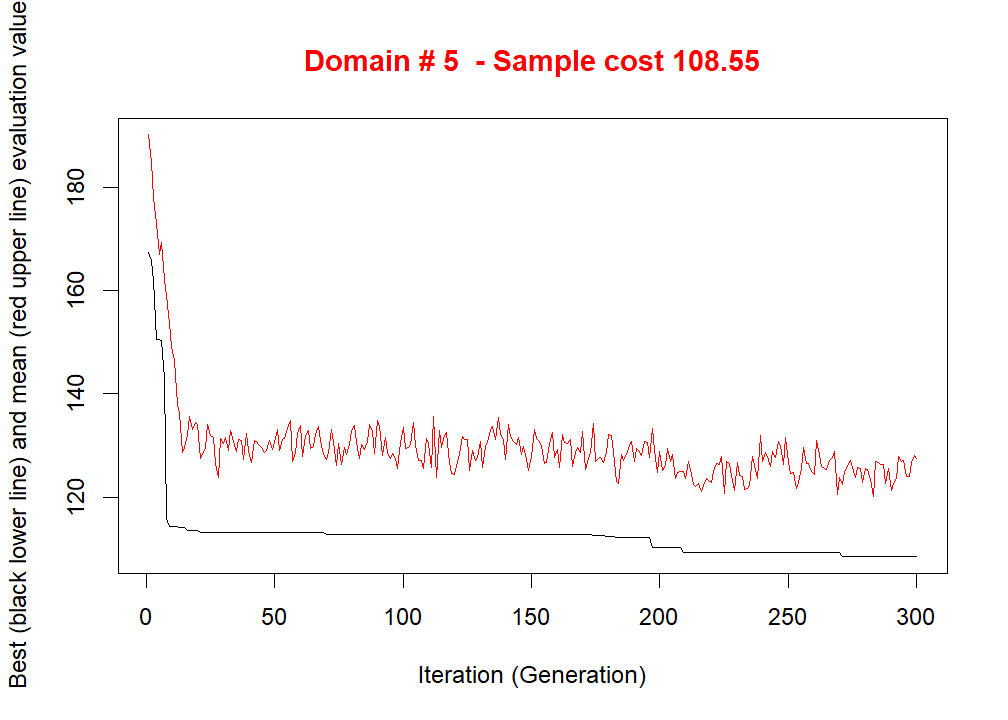 Domain # 5  - Sample cost 108.55
Best (black lower line) and mean (red upper line) evaluation value
180
160
140
120
0 50 100 150 200 250 300
Iteration (Generation)